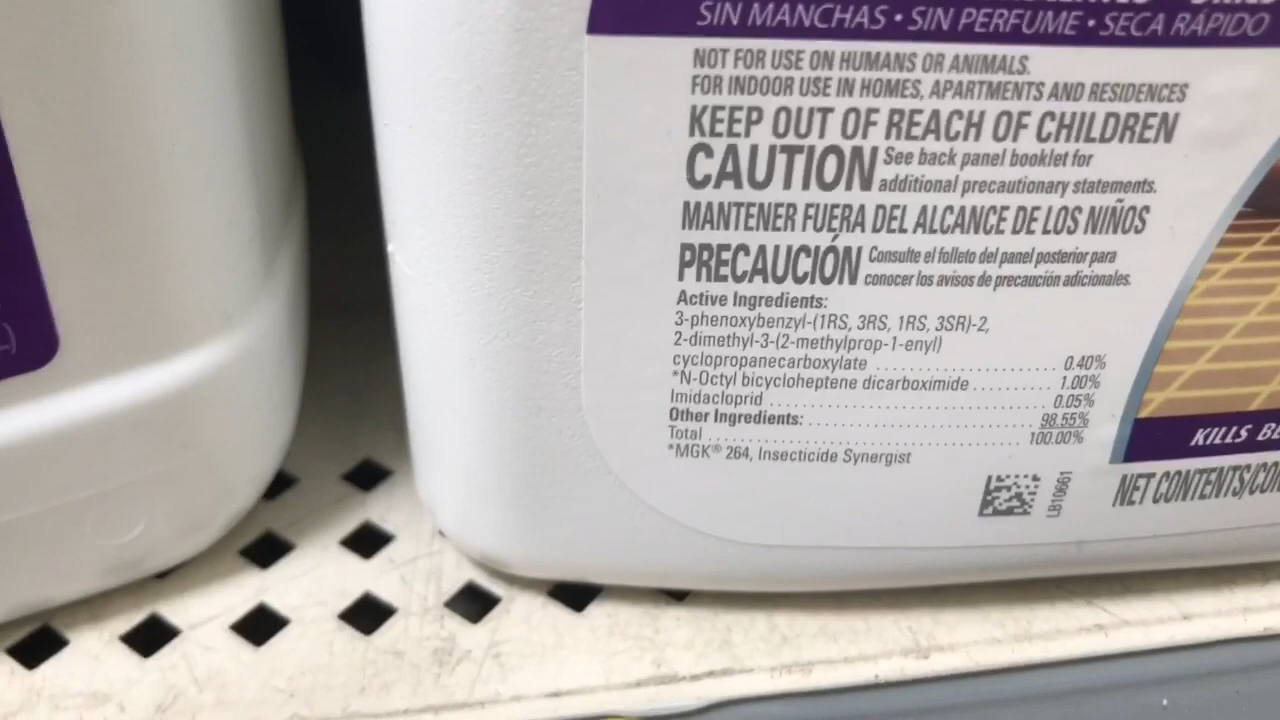 SIN MANCHAS • SIN PERFUME • SECA RÁPIDO
NOT FOR USE ON HUMANS OR ANIMALS.
FOR INDOOR USE IN HOMES, APARTMENTS AND RESIDENCES
KEEP OUT OF REACH OF CHILDREN
CAUTION See back panel booklet for
additional precautionary statements.
MANTENER FUERA DEL ALCANCE DE LOS NIÑOS
PRECAUCIÓN Consulte el folleto del panel posterior para
conocer los avisos de precaución adicionales.
Active Ingredients:
3-phenoxybenzyl-(1RS, 3RS, 1RS, 3SR)-2,
2-dimethyl-3-(2-methylprop-1-enyl)
cyclopropanecarboxylate ............................ 0.40%
*N-Octyl bicycloheptene dicarboximide .......... 1.00%
Imidacloprid ...................................... 0.05%
Other Ingredients: ................................ 98.55%
Total ............................................. 100.00%
*MGK® 264, Insecticide Synergist
LB10661
KILLS
NET CONTENTS